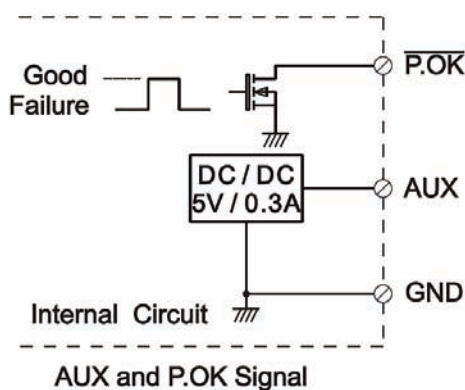 P.OK
Good
Failure
DC / DC
5V / 0.3A
AUX
GND
Internal Circuit
AUX and P.OK Signal